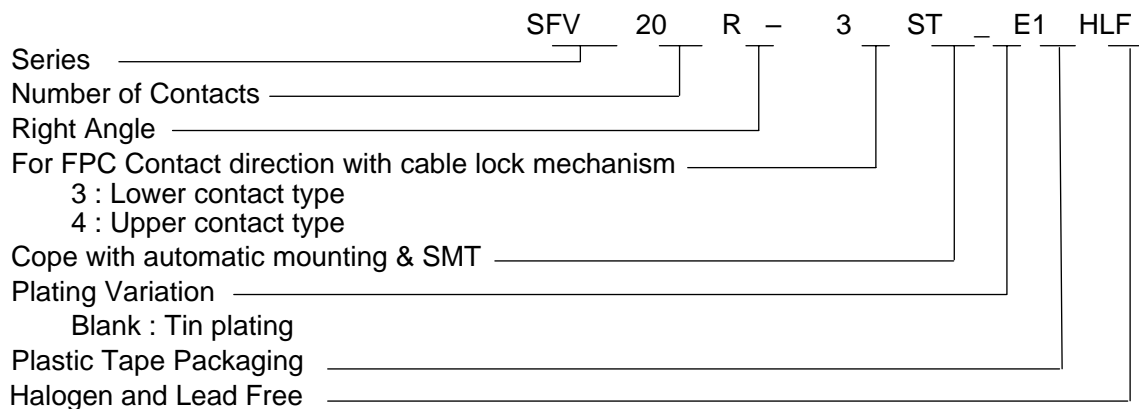 SFV 20 R – 3 ST _ E1 HLF
Series
Number of Contacts
Right Angle
For FPC Contact direction with cable lock mechanism
3 : Lower contact type
4 : Upper contact type
Cope with automatic mounting & SMT
Plating Variation
Blank : Tin plating
Plastic Tape Packaging
Halogen and Lead Free